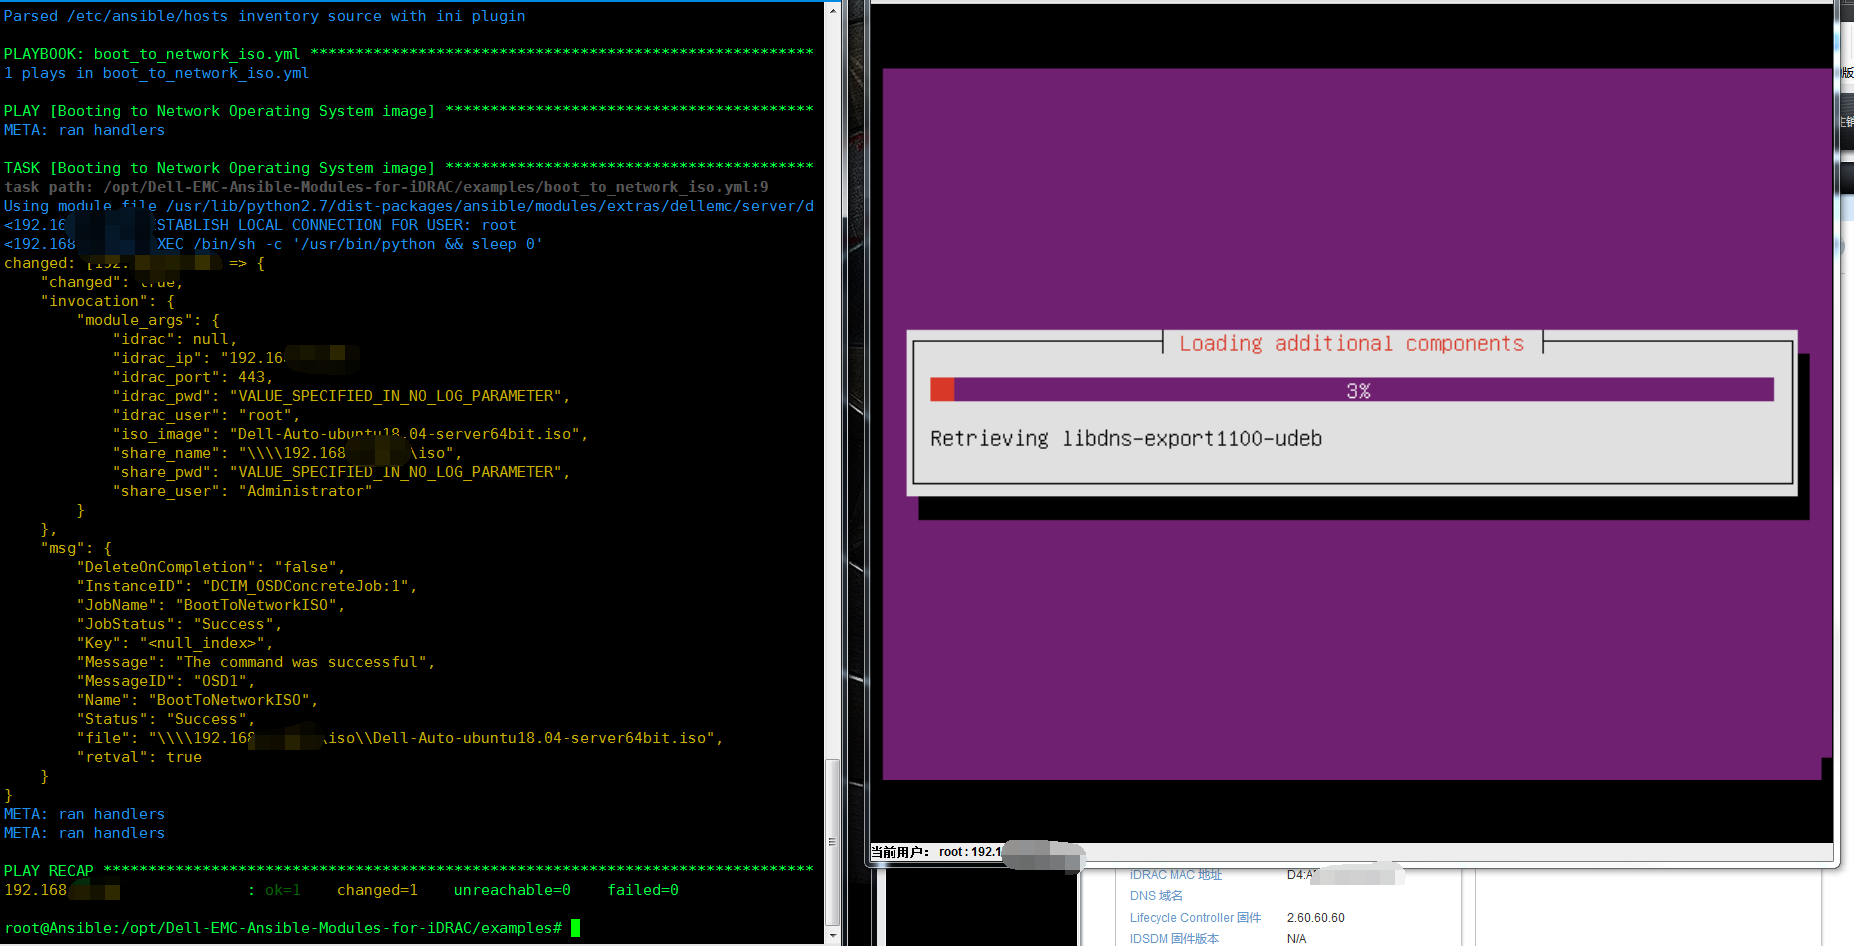 Parsed /etc/ansible/hosts inventory source with ini plugin
PLAYBOOK: boot_to_network_iso.yml ********************************************************
1 plays in boot_to_network_iso.yml
PLAY [Booting to Network Operating System image] *****************************************
META: ran handlers
TASK [Booting to Network Operating System image] *****************************************
task path: /opt/Dell-EMC-Ansible-Modules-for-iDRAC/examples/boot_to_network_iso.yml:9
Using module file /usr/lib/python2.7/dist-packages/ansible/modules/extras/dellemc/server/d
<192.16 ESTABLISH LOCAL CONNECTION FOR USER: root
<192.168 EXEC /bin/sh -c '/usr/bin/python && sleep 0'
changed: [192. => {
"changed": true,
"invocation": {
"module_args": {
"idrac": null,
"idrac_ip": "192.16
"idrac_port": 443,
"idrac_pwd": "VALUE_SPECIFIED_IN_NO_LOG_PARAMETER",
"idrac_user": "root",
"iso_image": "Dell-Auto-ubuntu18.04-server64bit.iso",
"share_name": "\\\\192.168 \iso",
"share_pwd": "VALUE_SPECIFIED_IN_NO_LOG_PARAMETER",
"share_user": "Administrator"
}
},
"msg": {
"DeleteOnCompletion": "false",
"InstanceID": "DCIM_OSDConcreteJob:1",
"JobName": "BootToNetworkISO",
"JobStatus": "Success",
"Key": "<null_index>",
"Message": "The command was successful",
"MessageID": "OSD1",
"Name": "BootToNetworkISO",
"Status": "Success",
"file": "\\\\192.168 \iso\\Dell-Auto-ubuntu18.04-server64bit.iso",
"retval": true
}
}
META: ran handlers
META: ran handlers
PLAY RECAP *******************************************************************************
192.168 : ok=1 changed=1 unreachable=0 failed=0
root@Ansible:/opt/Dell-EMC-Ansible-Modules-for-iDRAC/examples#
Loading additional components
3%
Retrieving libdns-export1100-udeb
当前用户: root : 192.1
iDRAC MAC 地址 D4:A
DNS 域名
Lifecycle Controller 固件 2.60.60.60
IDSDM 固件版本 N/A